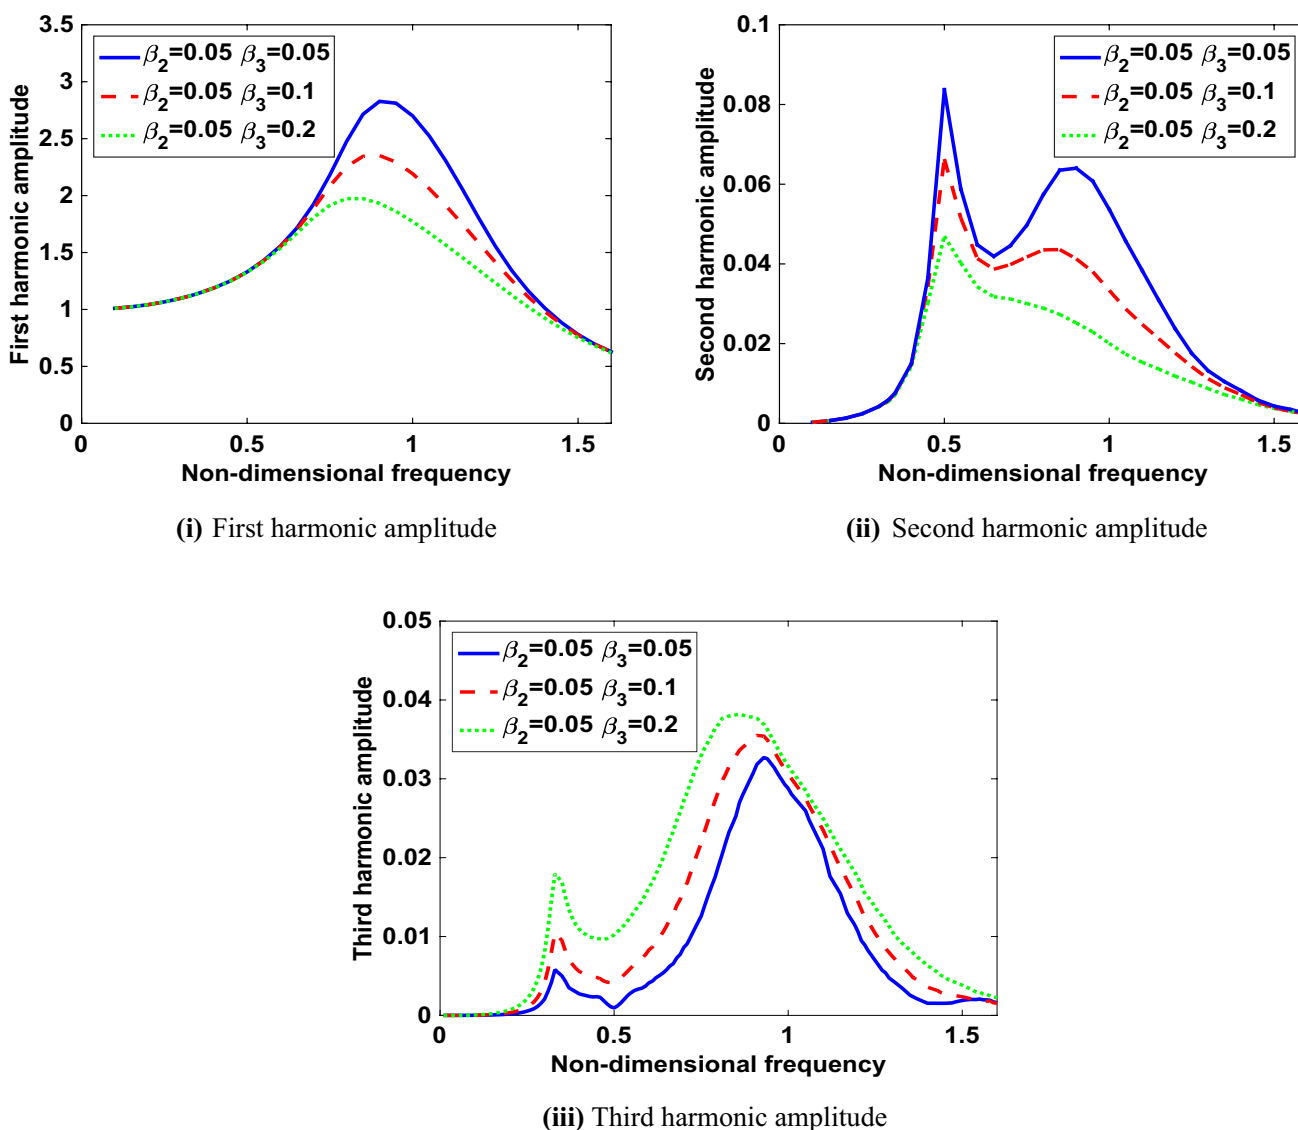 3.5
3
2.5
2
1.5
1
0.5
0
First harmonic amplitude
β2=0.05 β3=0.05
β2=0.05 β3=0.1
β2=0.05 β3=0.2
0 0.5 1 1.5
Non-dimensional frequency
(i) First harmonic amplitude
0.1
0.08
0.06
0.04
0.02
0
Second harmonic amplitude
β2=0.05 β3=0.05
β2=0.05 β3=0.1
β2=0.05 β3=0.2
0 0.5 1 1.5
Non-dimensional frequency
(ii) Second harmonic amplitude
0.05
0.04
0.03
0.02
0.01
0
Third harmonic amplitude
β2=0.05 β3=0.05
β2=0.05 β3=0.1
β2=0.05 β3=0.2
0 0.5 1 1.5
Non-dimensional frequency
(iii) Third harmonic amplitude